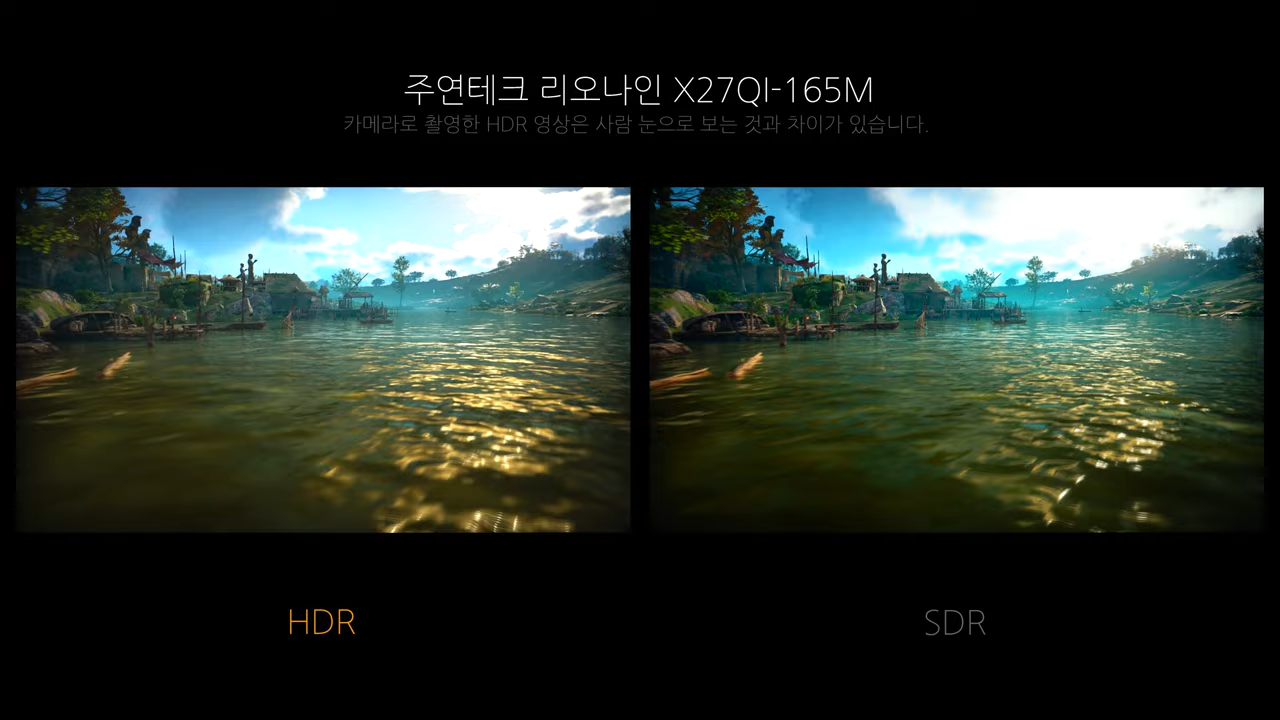 주연테크 리오나인 X27QI-165M
카메라로 촬영한 HDR 영상은 사람 눈으로 보는 것과 차이가 있습니다.
HDR
SDR